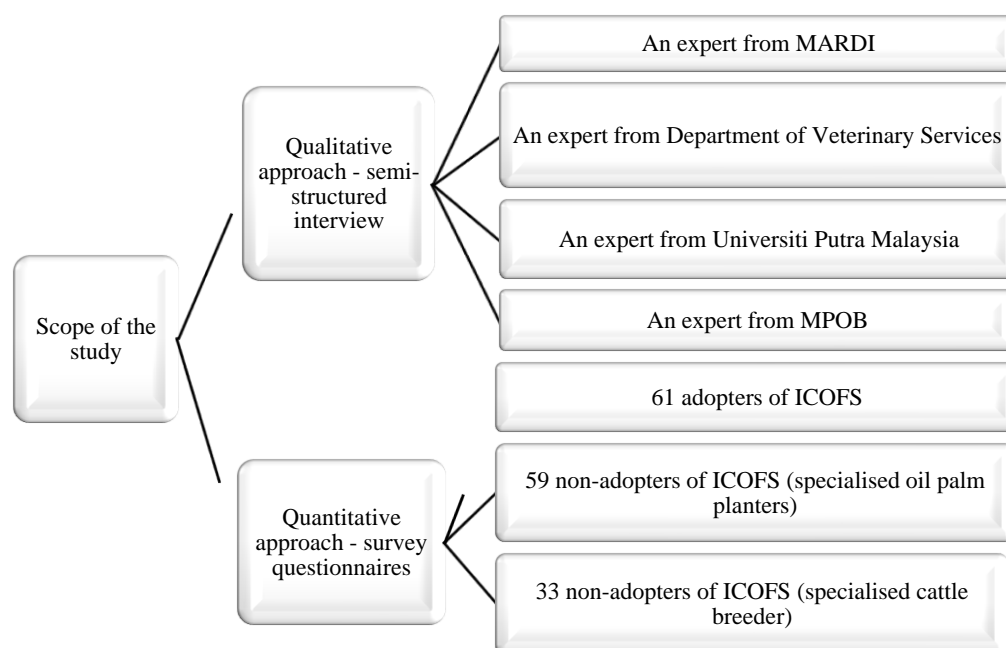 Scope of the
study
Qualitative
approach - semi-
structured
interview
An expert from MARDI
An expert from Department of Veterinary Services
An expert from Universiti Putra Malaysia
An expert from MPOB
Quantitative
approach - survey
questionnaires
61 adopters of ICOFS
59 non-adopters of ICOFS (specialised oil palm
planters)
33 non-adopters of ICOFS (specialised cattle
breeder)